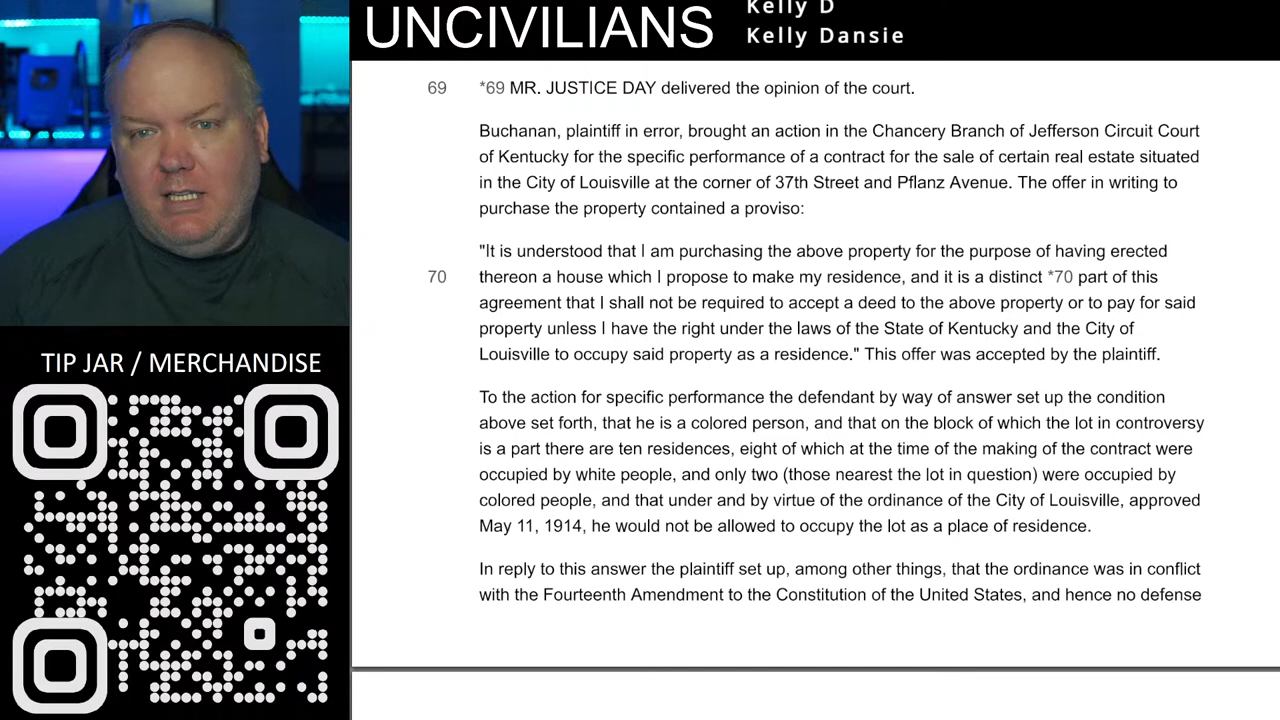 UNCIVILIANS
Kelly D
Kelly Dansie
TIP JAR / MERCHANDISE
69 *69 MR. JUSTICE DAY delivered the opinion of the court.
Buchanan, plaintiff in error, brought an action in the Chancery Branch of Jefferson Circuit Court
of Kentucky for the specific performance of a contract for the sale of certain real estate situated
in the City of Louisville at the corner of 37th Street and Pflanz Avenue. The offer in writing to
purchase the property contained a proviso:
"It is understood that I am purchasing the above property for the purpose of having erected
70 thereon a house which I propose to make my residence, and it is a distinct *70 part of this
agreement that I shall not be required to accept a deed to the above property or to pay for said
property unless I have the right under the laws of the State of Kentucky and the City of
Louisville to occupy said property as a residence." This offer was accepted by the plaintiff.
To the action for specific performance the defendant by way of answer set up the condition
above set forth, that he is a colored person, and that on the block of which the lot in controversy
is a part there are ten residences, eight of which at the time of the making of the contract were
occupied by white people, and only two (those nearest the lot in question) were occupied by
colored people, and that under and by virtue of the ordinance of the City of Louisville, approved
May 11, 1914, he would not be allowed to occupy the lot as a place of residence.
In reply to this answer the plaintiff set up, among other things, that the ordinance was in conflict
with the Fourteenth Amendment to the Constitution of the United States, and hence no defense